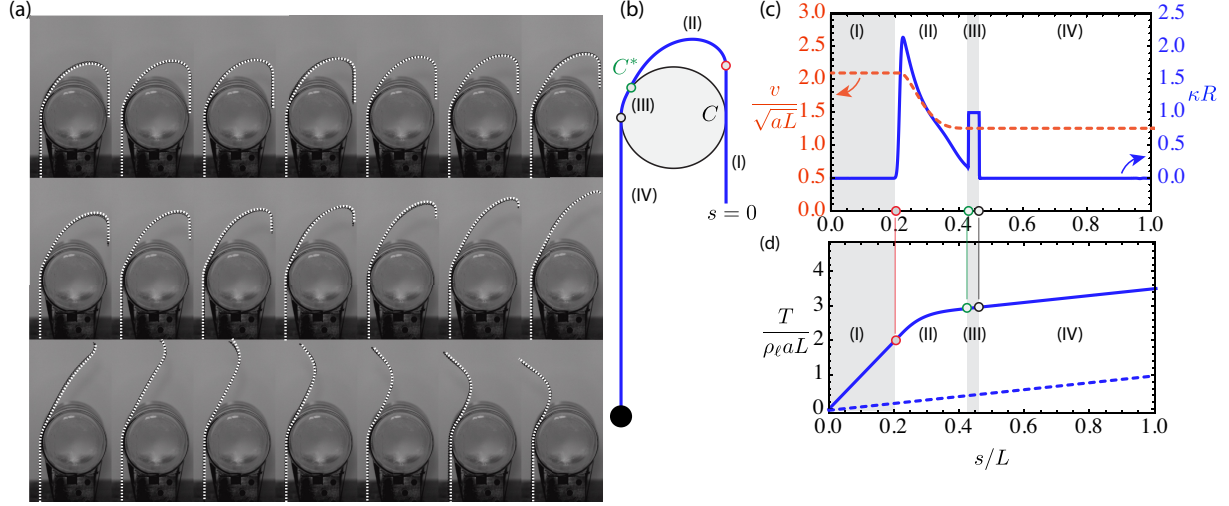 (a)
(b)
(II)
C*
(III)
C
(I)
(IV)
s = 0
(c)
3.0
2.5
2.0
1.5
1.0
0.5
0.0
v
√aL
(I)
(II)
(III)
(IV)
2.5
2.0
1.5
1.0
0.5
0.0
κR
0.0
0.2
0.4
0.6
0.8
1.0
(d)
4
3
2
1
0
T
ρℓaL
(I)
(II)
(III)
(IV)
0.0
0.2
0.4
0.6
0.8
1.0
s/L